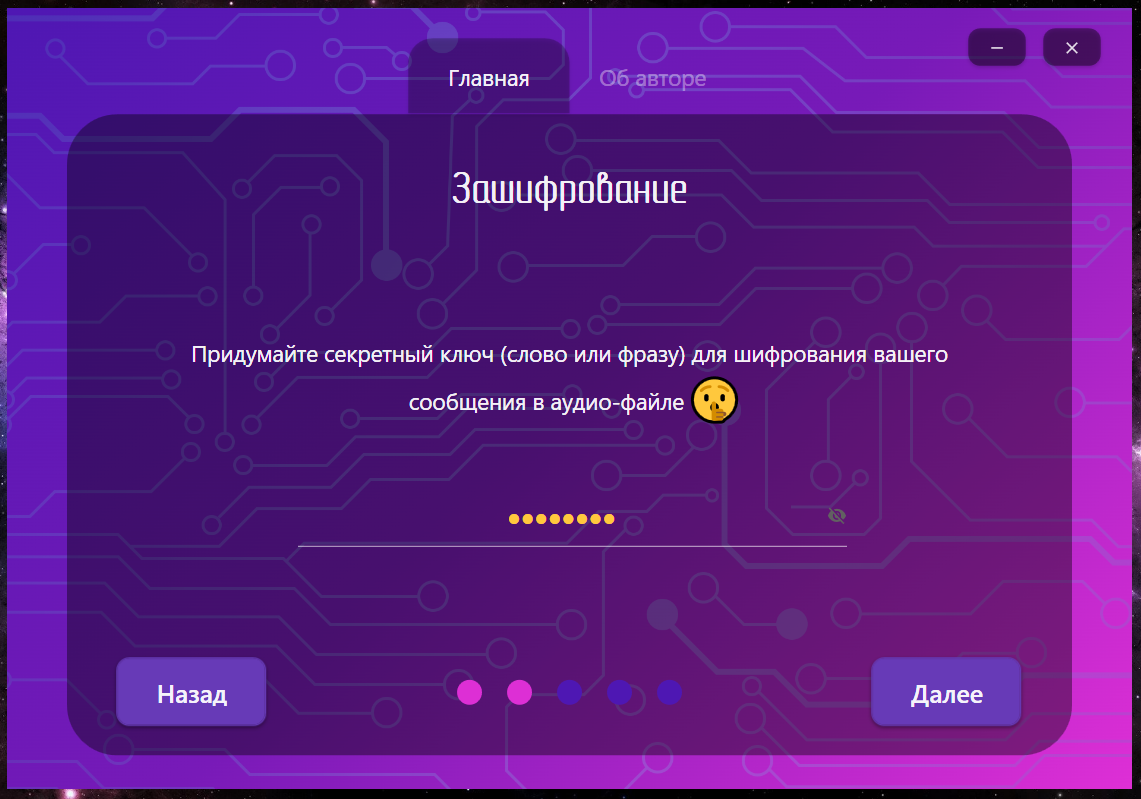 Главная
Об авторе
Зашифрование
Придумайте секретный ключ (слово или фразу) для шифрования вашего
сообщения в аудио-файле
Назад
Далее